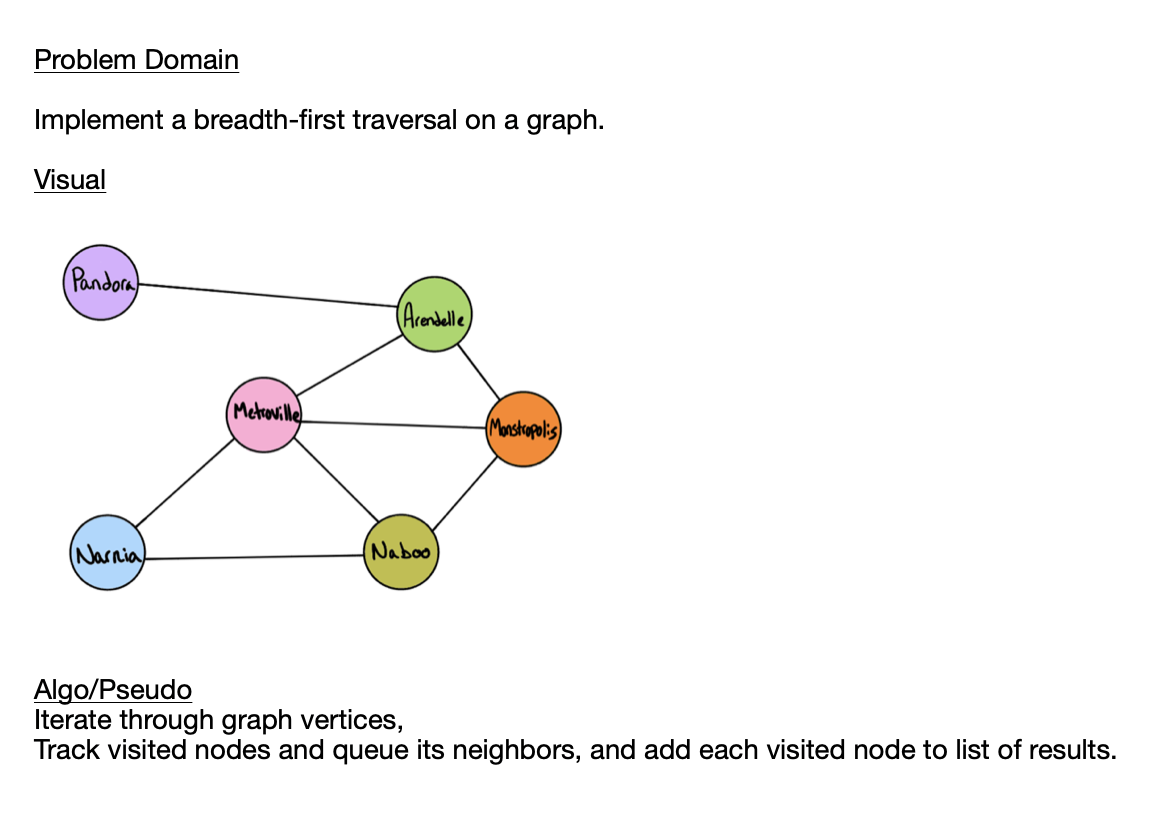 Problem Domain
Implement a breadth-first traversal on a graph.
Visual
Pandora
Arendelle
Metroville
Monstropolis
Narnia
Naboo
Algo/Pseudo
Iterate through graph vertices,
Track visited nodes and queue its neighbors, and add each visited node to list of results.